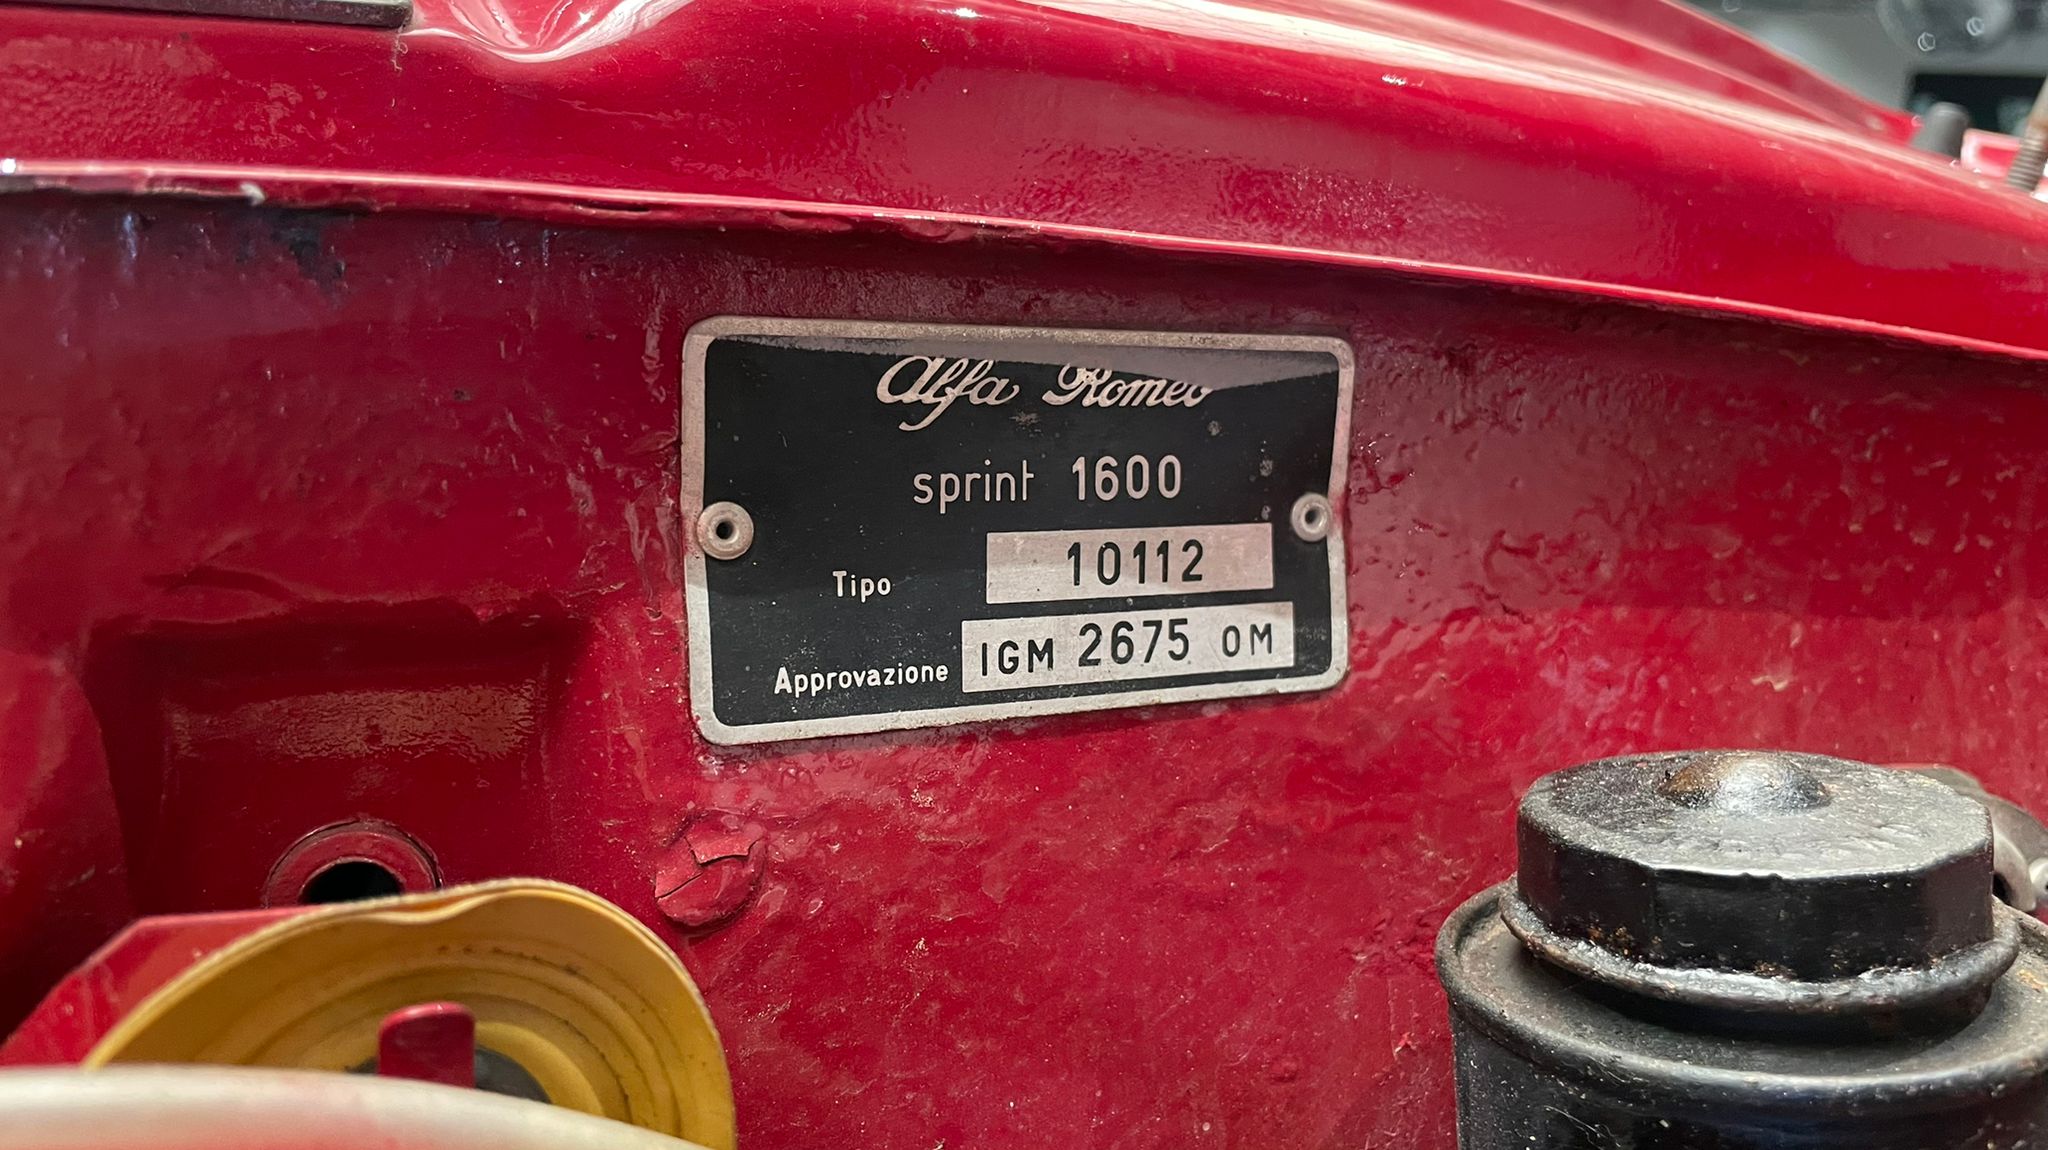 Alfa Romeo
sprint 1600
Tipo 10112
Approvazione IGM 2675 OM